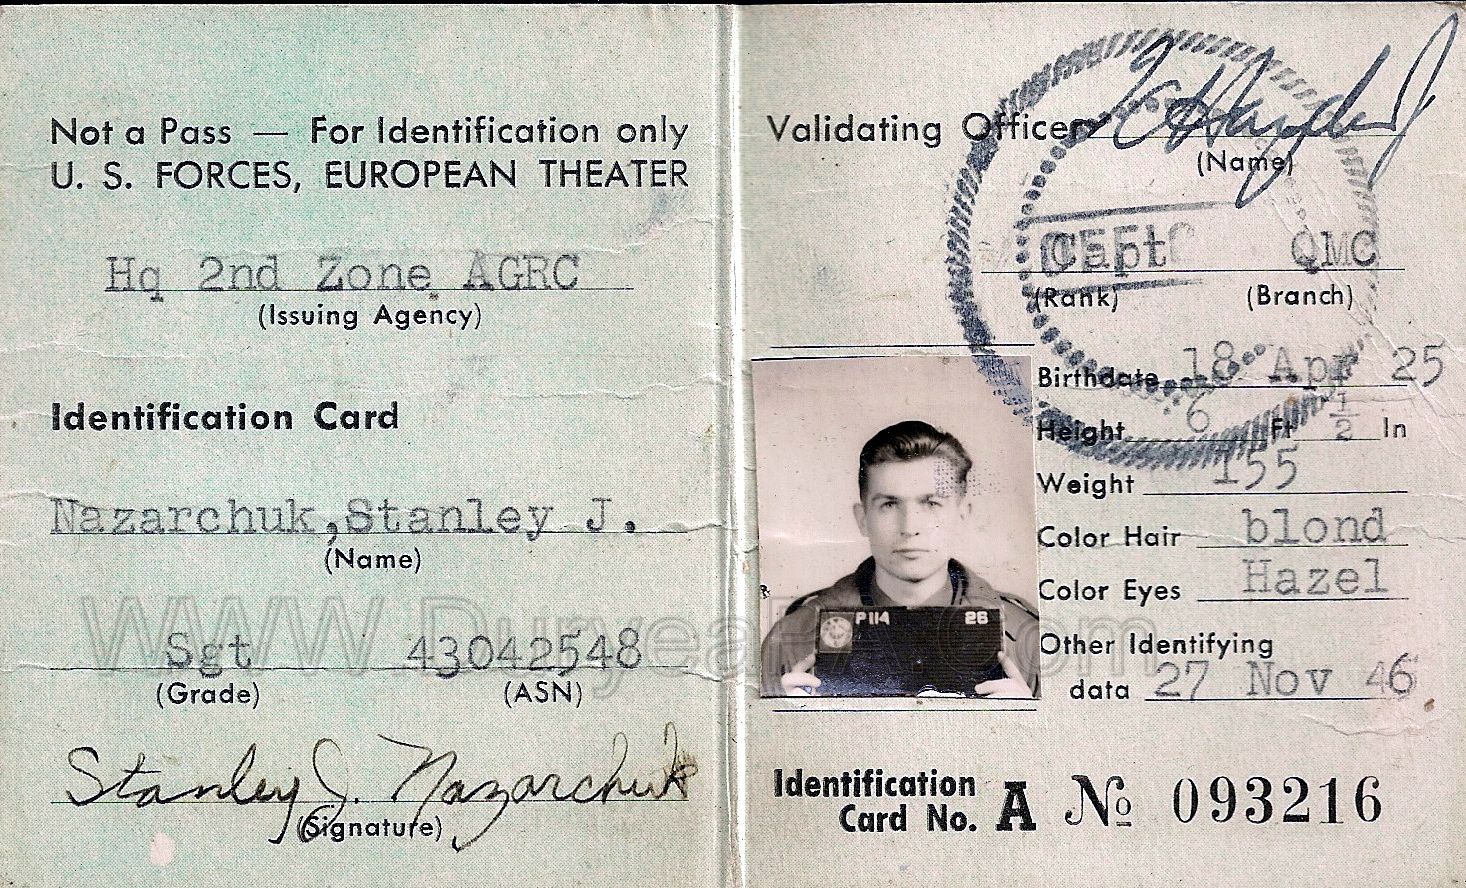 Not a Pass — For Identification only
U. S. FORCES, EUROPEAN THEATER
Hq 2nd Zone AGRC
(Issuing Agency)
Identification Card
Nazarchuk,Stanley J.
(Name)
Sgt 43042548
(Grade) (ASN)
Stanley J. Nazarchuk
(Signature)
Validating Officer
(Name)
Capt QMC
(Rank) (Branch)
Birthdate 18 Apr 25
Height 6 Ft 1/2 In
Weight 155
Color Hair blond
Color Eyes Hazel
Other Identifying
data 27 Nov 46
P114 26
Identification
Card No. A No 093216
WWW.DuryeaPA.Com